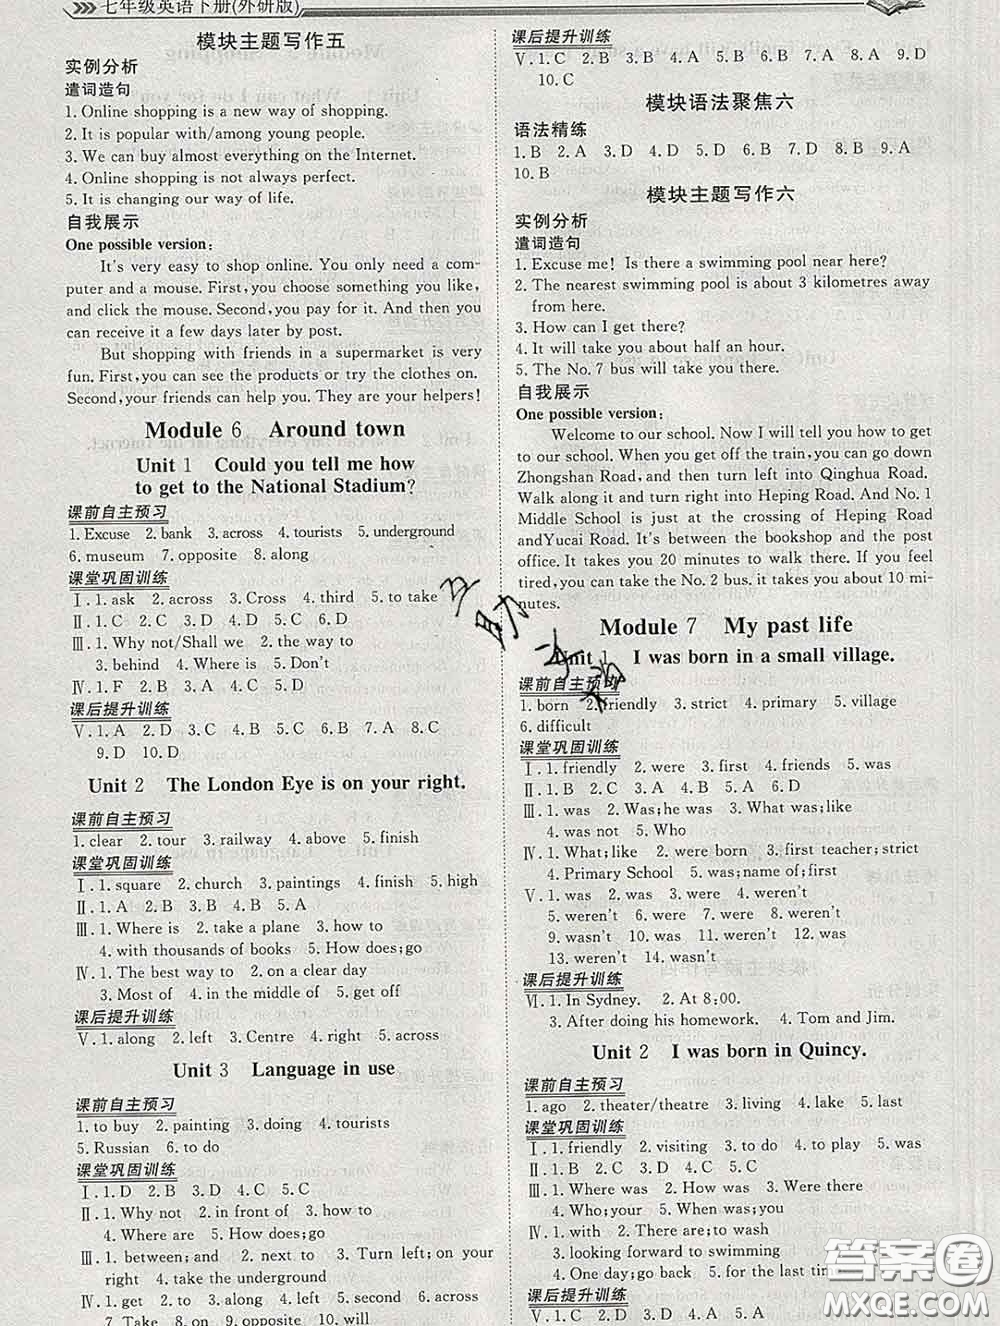 七年级英语下册(外研版)
模块主题写作五
实例分析
遣词造句
1. Online shopping is a new way of shopping.
2. It is popular with/among young people.
3. We can buy almost everything on the Internet.
4. Online shopping is not always perfect.
5. It is changing our way of life.
自我展示
One possible version:
It's very easy to shop online. You only need a com-
puter and a mouse. First, you choose something you like,
and click the mouse. Second, you pay for it. And then you
can receive it a few days later by post.
But shopping with friends in a supermarket is very
fun. First, you can see the products or try the clothes on.
Second, your friends can help you. They are your helpers!
Module 6 Around town
Unit 1 Could you tell me how
to get to the National Stadium?
课前自主预习
1. Excuse 2. bank 3. across 4. tourists 5. underground
6. museum 7. opposite 8. along
课堂巩固训练
Ⅰ. 1. ask 2. across 3. Cross 4. third 5. to take
Ⅱ. 1. C 2. C 3. D 4. D 5. C 6. D
Ⅲ. 1. Why not/Shall we 2. the way to
3. behind 4. Where is 5. Don't
Ⅳ. 1. F 2. B 3. D 4. A 5. G
课后提升训练
Ⅴ. 1. A 2. D 3. C 4. D 5. C 6. B 7. A 8. C
9. D 10. D
Unit 2 The London Eye is on your right.
课前自主预习
1. clear 2. tour 3. railway 4. above 5. finish
课堂巩固训练
Ⅰ. 1. square 2. church 3. paintings 4. finish 5. high
Ⅱ. 1. A 2. B 3. B 4. A 5. D 6. A
Ⅲ. 1. Where is 2. take a plane 3. how to
4. with thousands of books 5. How does; go
Ⅳ. 1. The best way to 2. on a clear day
3. Most of 4. in the middle of 5. get off
课后提升训练
Ⅴ. 1. along 2. left 3. Centre 4. right 5. across
Unit 3 Language in use
课前自主预习
1. to buy 2. painting 3. doing 4. tourists
5. Russian 6. to do
课堂巩固训练
Ⅰ. 1. D 2. B 3. D 4. C 5. C
Ⅱ. 1. Why not 2. in front of 3. how to
4. Where does 5. How do; go
Ⅲ. 1. between; and 2. next to 3. Turn left; on your
right 4. take the underground
Ⅳ. 1. get 2. to 3. across 4. second 5. along 6. and
7. Take 8. on 9. of 10. after
课后提升训练
Ⅴ. 1. C 2. B 3. B 4. C 5. D 6. B 7. A 8. A 9. D
10. C
模块语法聚焦六
语法精练
1. B 2. A 3. D 4. D 5. C 6. D 7. B 8. B 9. A
10. B
模块主题写作六
实例分析
遣词造句
1. Excuse me! Is there a swimming pool near here?
2. The nearest swimming pool is about 3 kilometres away
from here.
3. How can I get there?
4. It will take you about half an hour.
5. The No. 7 bus will take you there.
自我展示
One possible version:
Welcome to our school. Now I will tell you how to get
to our school. When you get off the train, you can go down
Zhongshan Road, and then turn left into Qinghua Road.
Walk along it and turn right into Heping Road. And No. 1
Middle School is just at the crossing of Heping Road
andYucai Road. It's between the bookshop and the post
office. It takes you 20 minutes to walk there. If you feel
tired, you can take the No. 2 bus. it takes you about 10 mi-
nutes.
Module 7 My past life
Unit 1 I was born in a small village.
课前自主预习
1. born 2. friendly 3. strict 4. primary 5. village
6. difficult
课堂巩固训练
Ⅰ. 1. friendly 2. were 3. first 4. friends 5. was
Ⅱ. 1. B 2. C 3. A 4. D 5. A 6. D
Ⅲ. 1. was 2. Was; he was 3. What was; like
4. was not 5. Who
Ⅳ. 1. What; like 2. were born 3. first teacher; strict
4. Primary School 5. was; name of; first
Ⅴ. 1. was 2. was 3. were 4. weren't
5. weren't 6. were 7. were 8. weren't
9. wasn't 10. was 11. weren't 12. was
13. was 14. weren't
课后提升训练
Ⅵ. 1. In Sydney. 2. At 8:00.
3. After doing his homework. 4. Tom and Jim.
Unit 2 I was born in Quincy.
课前自主预习
1. ago 2. theater/theatre 3. living 4. lake 5. last
课堂巩固训练
Ⅰ. 1. friendly 2. visiting 3. to do 4. to play 5. was
Ⅱ. 1. B 2. C 3. D 4. C 5. A 6. B
Ⅲ. 1. Where was 2. How was 3. Were there
4. Who; your 5. When was; you
Ⅳ. 1. with 2. There are; to wash
3. looking forward to swimming
4. One day; go back 5. for the last time
课后提升训练
Ⅴ. 1. C 2. B 3. D 4. A 5. A
互助头条
答案圈
MXQE.COM